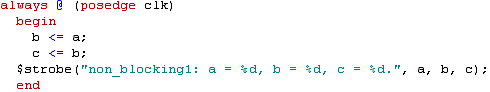 always @ (posedge clk)
begin
b <= a;
c <= b;
$strobe("non_blocking1: a = %d, b = %d, c = %d.", a, b, c);
end